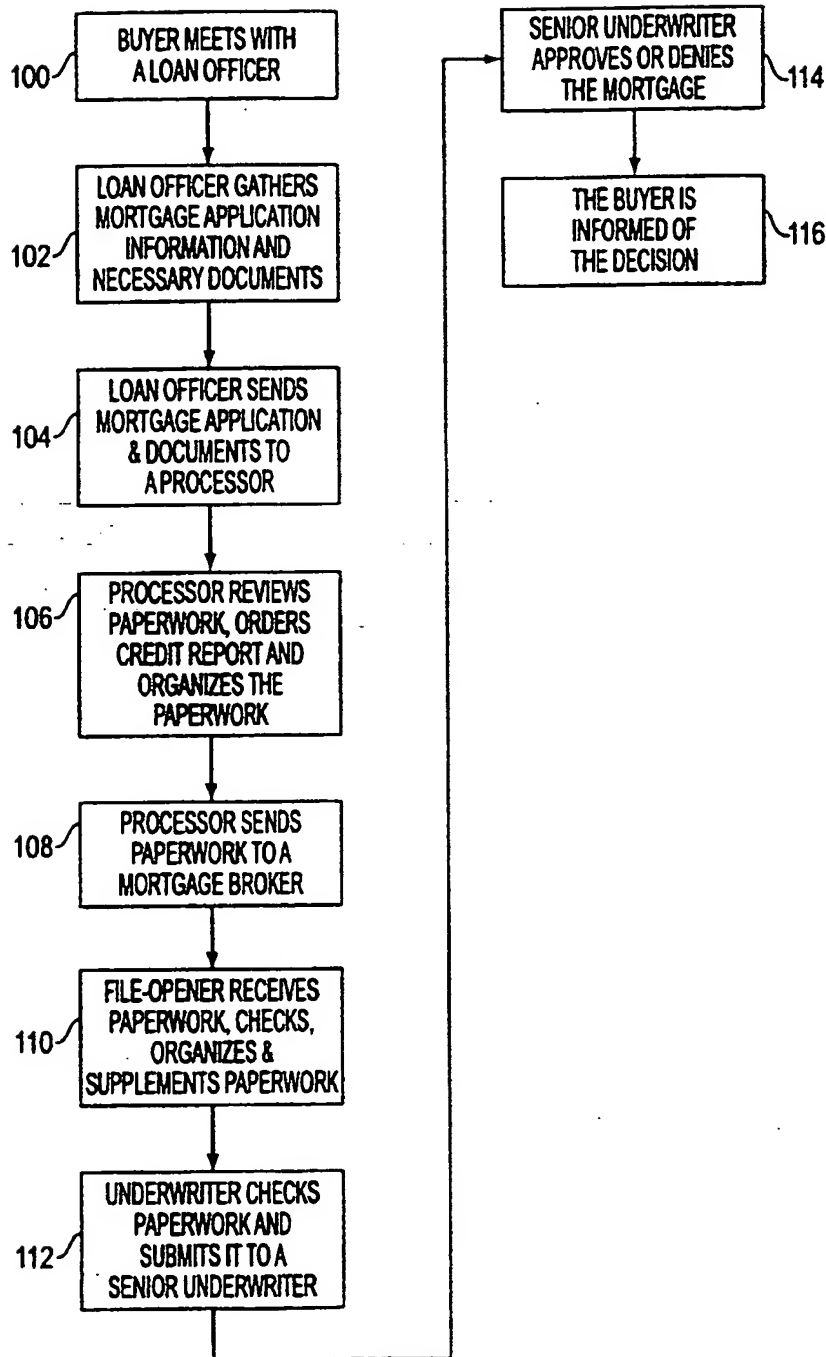 100
BUYER MEETS WITH
A LOAN OFFICER
102
LOAN OFFICER GATHERS
MORTGAGE APPLICATION
INFORMATION AND
NECESSARY DOCUMENTS
104
LOAN OFFICER SENDS
MORTGAGE APPLICATION
& DOCUMENTS TO
A PROCESSOR
106
PROCESSOR REVIEWS
PAPERWORK, ORDERS
CREDIT REPORT AND
ORGANIZES THE
PAPERWORK
108
PROCESSOR SENDS
PAPERWORK TO A
MORTGAGE BROKER
110
FILE-OPENER RECEIVES
PAPERWORK, CHECKS,
ORGANIZES &
SUPPLEMENTS PAPERWORK
112
UNDERWRITER CHECKS
PAPERWORK AND
SUBMITS IT TO A
SENIOR UNDERWRITER
SENIOR UNDERWRITER
APPROVES OR DENIES
THE MORTGAGE
114
THE BUYER IS
INFORMED OF
THE DECISION
116